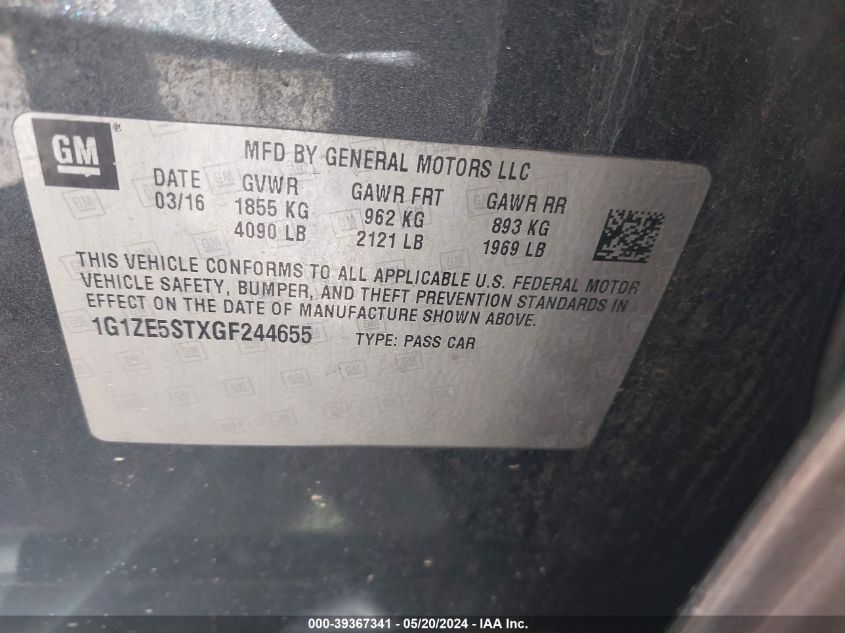 GM®
MFD BY GENERAL MOTORS LLC
DATE GVWR GAWR FRT GAWR RR
03/16 1855 KG 962 KG 893 KG
4090 LB 2121 LB 1969 LB
THIS VEHICLE CONFORMS TO ALL APPLICABLE U.S. FEDERAL MOTOR
VEHICLE SAFETY, BUMPER, AND THEFT PREVENTION STANDARDS IN
EFFECT ON THE DATE OF MANUFACTURE SHOWN ABOVE.
1G1ZE5STXGF244655 TYPE: PASS CAR
000-39367341 / 05/20/2024 - IAA Inc.